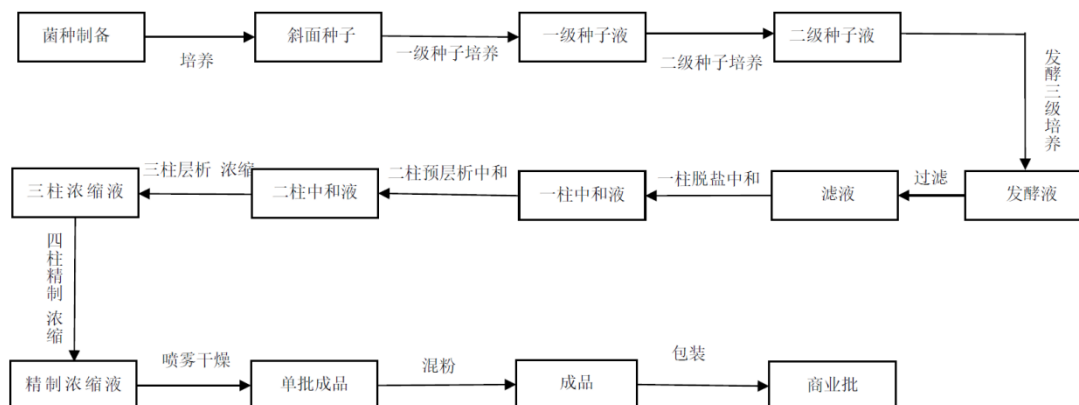 菌种制备
培养
斜面种子
一级种子培养
一级种子液
二级种子培养
二级种子液
发酵三级培养
发酵液
过滤
滤液
一柱脱盐中和
一柱中和液
二柱预层析中和
二柱中和液
三柱层析 浓缩
三柱浓缩液
四柱精制 浓缩
精制浓缩液
喷雾干燥
单批成品
混粉
成品
包装
商业批